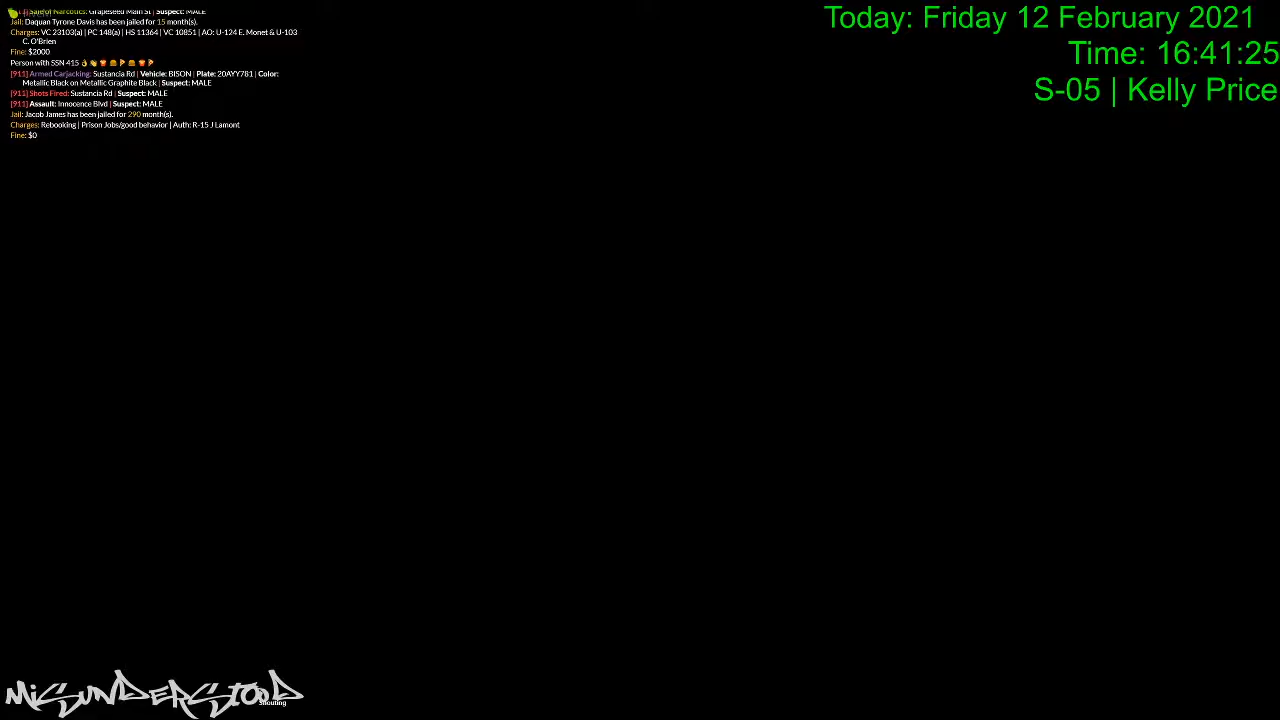 Sale of Narcotics: Grapeseed Main St | Suspect: MALE
Jail: Daquan Tyrone Davis has been jailed for 15 month(s).
Charges: VC 23103(a) | PC 148(a) | HS 11364 | VC 10851 | AO: U-124 E. Monet & U-103
C. O'Brien
Fine: $2000
Person with SSN 415 👌👏🍟🍔🍕🍔🍟🍕
[911] Armed Carjacking: Sustancia Rd | Vehicle: BISON | Plate: 20AYY781 | Color:
Metallic Black on Metallic Graphite Black | Suspect: MALE
[911] Shots Fired: Sustancia Rd | Suspect: MALE
[911] Assault: Innocence Blvd | Suspect: MALE
Jail: Jacob James has been jailed for 290 month(s).
Charges: Rebooking | Prison Jobs/good behavior | Auth: R-15 J Lamont
Fine: $0
Today: Friday 12 February 2021
Time: 16:41:25
S-05 | Kelly Price
MiSUNDERSTOOD
Shouting